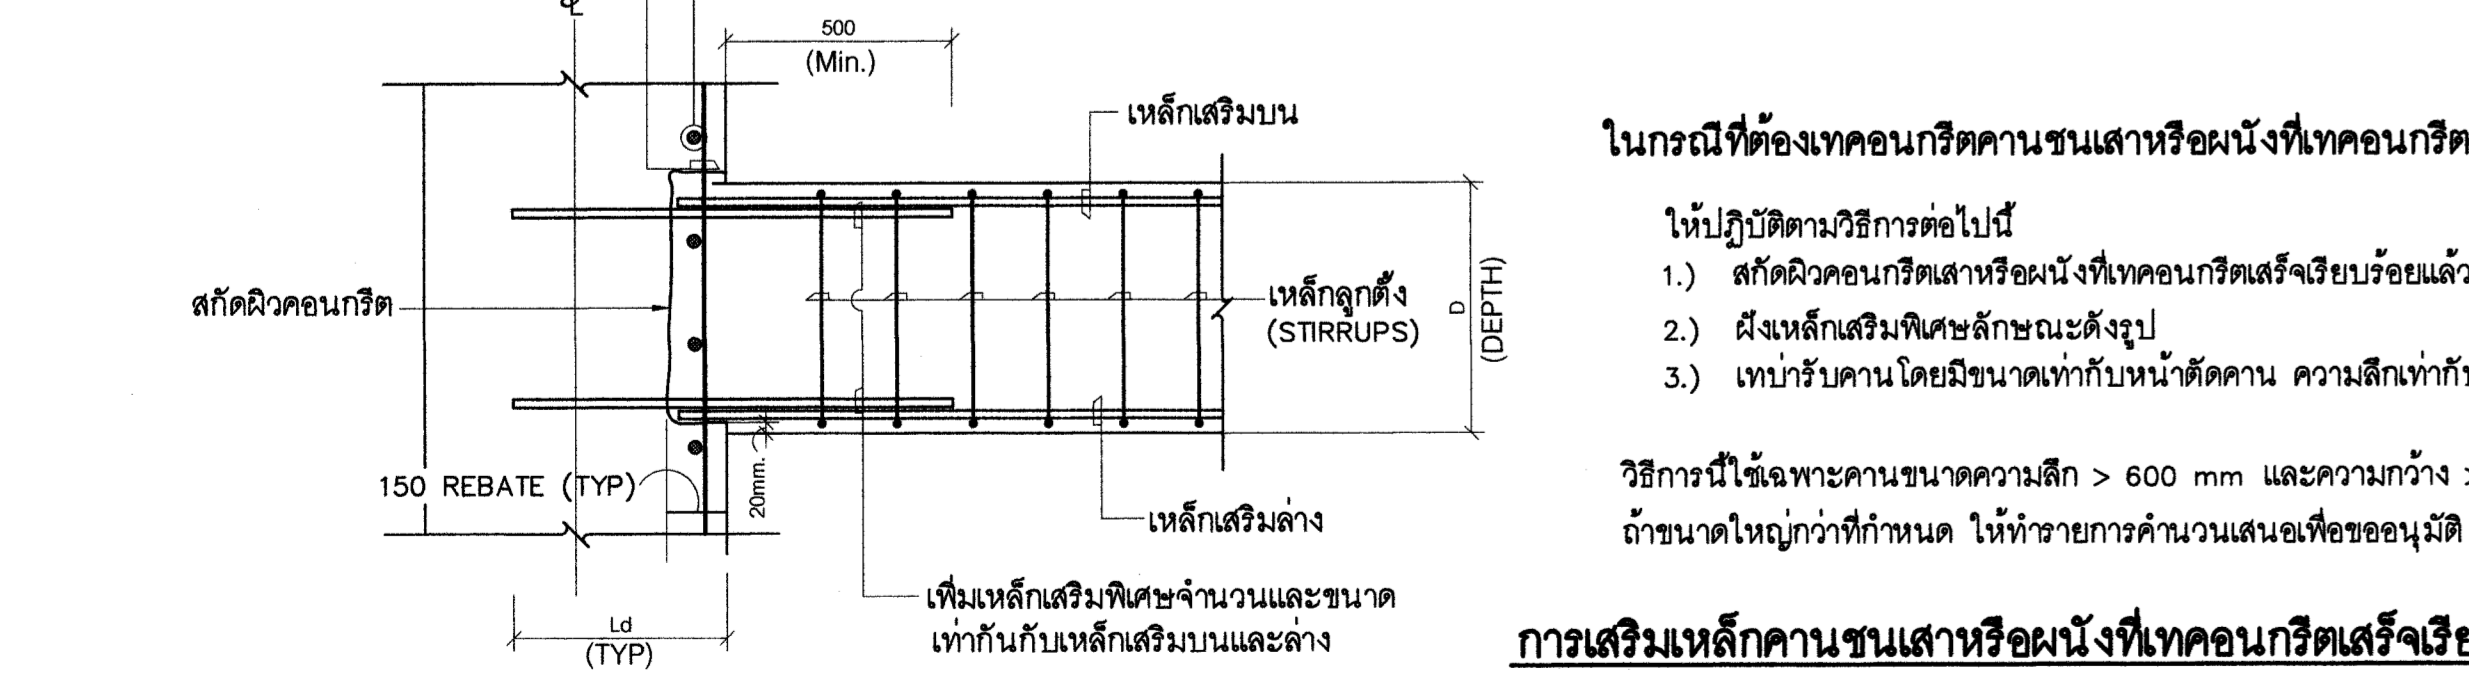 500
(Min.)
เหล็กเสริมบน
สกัดผิวคอนกรีต
เหล็กลูกตั้ง
(STIRRUPS)
D
(DEPTH)
150 REBATE (TYP)
20mm.
เหล็กเสริมล่าง
เพิ่มเหล็กเสริมพิเศษจำนวนและขนาด
เท่ากันกับเหล็กเสริมบนและล่าง
Ld
(TYP)
ในกรณีที่ต้องเทคอนกรีตคานชนเสาหรือผนังที่เทคอนกรีต
ให้ปฏิบัติตามวิธีการต่อไปนี้
1.) สกัดผิวคอนกรีตเสาหรือผนังที่เทคอนกรีตเสร็จเรียบร้อยแล้ว
2.) ฝังเหล็กเสริมพิเศษลักษณะดังรูป
3.) เทบ่ารับคานโดยมีขนาดเท่ากับหน้าตัดคาน ความลึกเท่ากับ
วิธีการนี้ใช้เฉพาะคานขนาดความลึก > 600 mm และความกว้าง >
ถ้าขนาดใหญ่กว่าที่กำหนด ให้ทำรายการคำนวนเสนอเพื่อขออนุมัติ
การเสริมเหล็กคานชนเสาหรือผนังที่เทคอนกรีตเสร็จเรีย